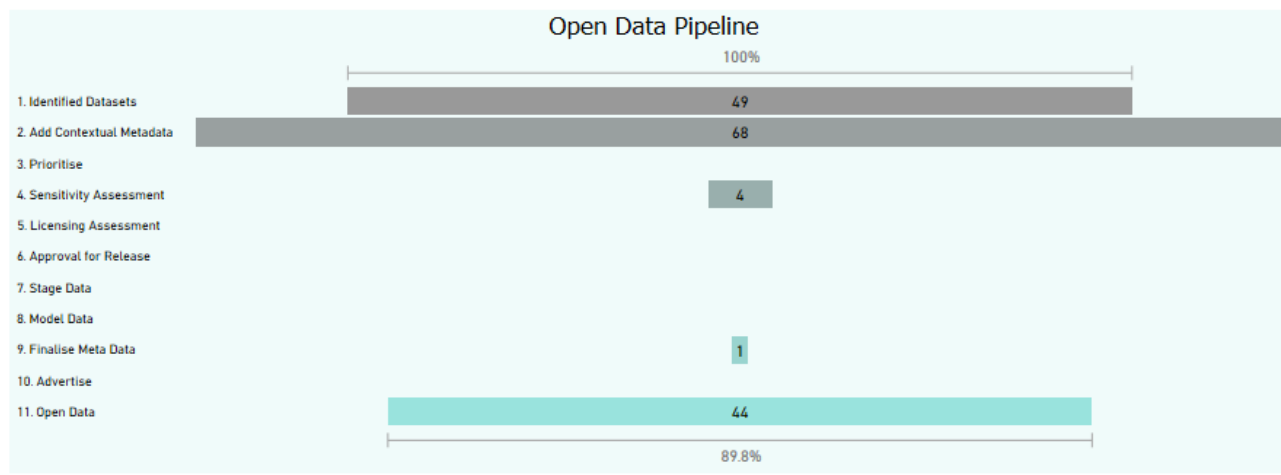 Open Data Pipeline
100%
1. Identified Datasets 49
2. Add Contextual Metadata 68
3. Prioritise
4. Sensitivity Assessment 4
5. Licensing Assessment
6. Approval for Release
7. Stage Data
8. Model Data
9. Finalise Meta Data 1
10. Advertise
11. Open Data 44
89.8%